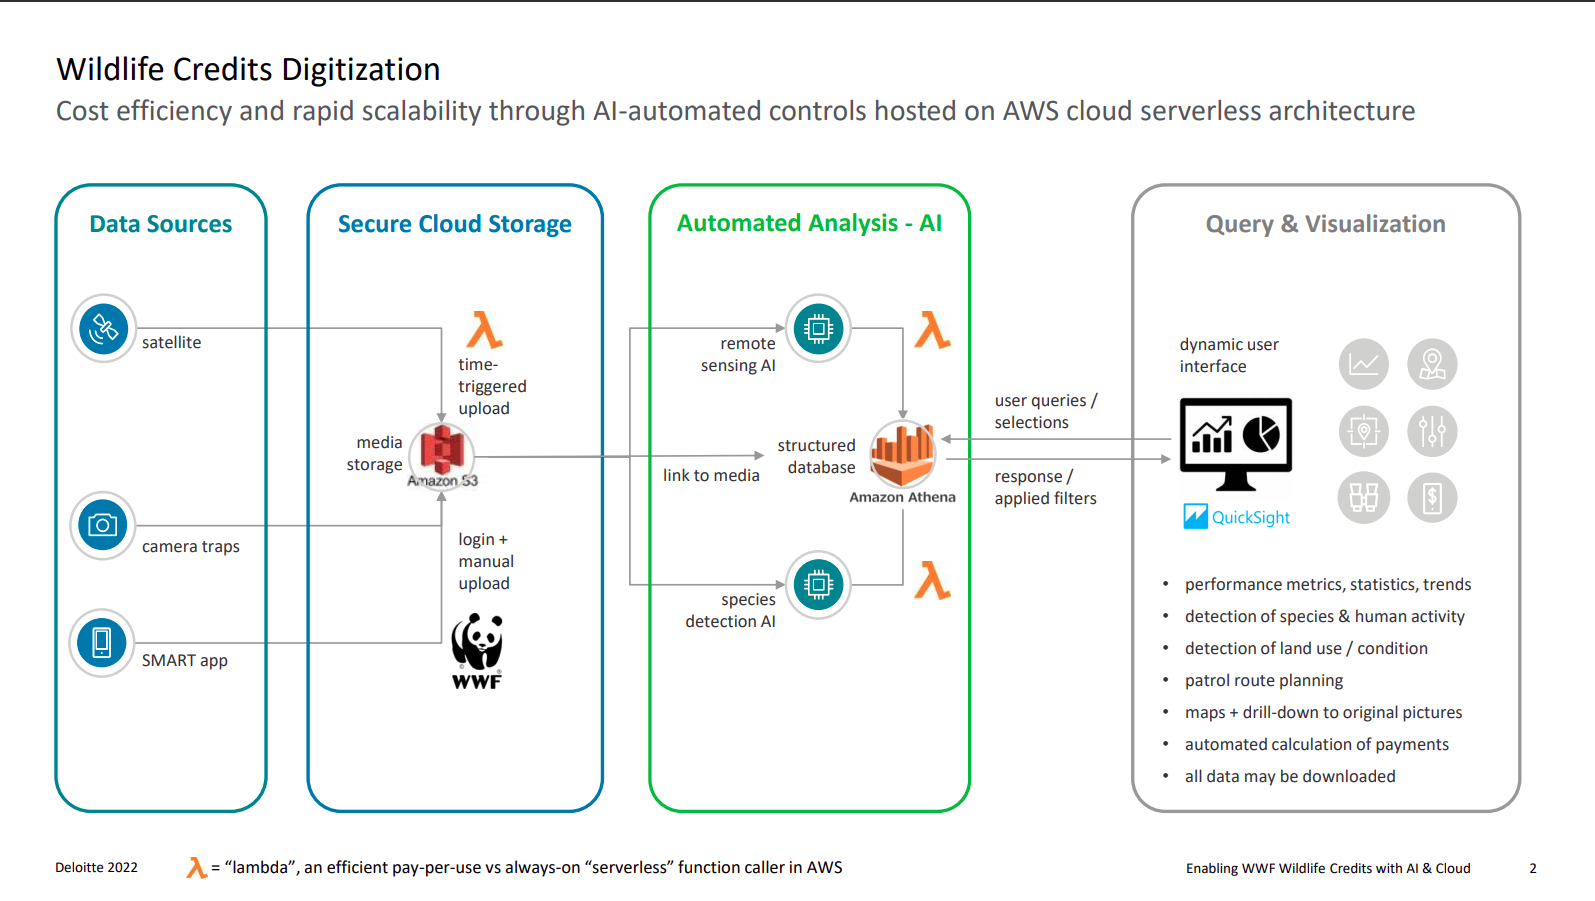 Wildlife Credits Digitization
Cost efficiency and rapid scalability through AI-automated controls hosted on AWS cloud serverless architecture
Data Sources
satellite
camera traps
SMART app
Secure Cloud Storage
λ
time-
triggered
upload
media
storage
Amazon S3
login +
manual
upload
WWF
Automated Analysis - AI
remote
sensing AI
λ
link to media
structured
database
Amazon Athena
species
detection AI
λ
user queries /
selections
response /
applied filters
Query & Visualization
dynamic user
interface
QuickSight
$
• performance metrics, statistics, trends
• detection of species & human activity
• detection of land use / condition
• patrol route planning
• maps + drill-down to original pictures
• automated calculation of payments
• all data may be downloaded
Deloitte 2022
λ = “lambda”, an efficient pay-per-use vs always-on “serverless” function caller in AWS
Enabling WWF Wildlife Credits with AI & Cloud
2